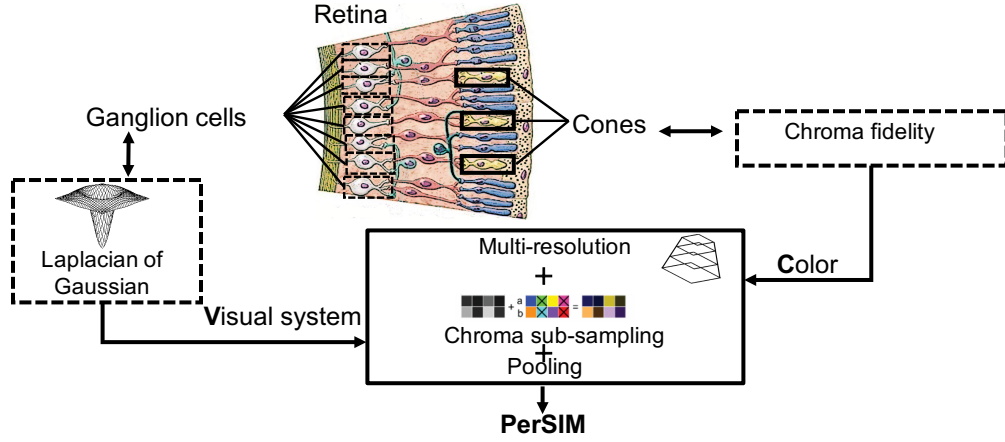 Retina
Ganglion cells
Cones
Chroma fidelity
Laplacian of
Gaussian
Multi-resolution
+
Color
a
+ =
b
Visual system
Chroma sub-sampling
+
Pooling
PerSIM